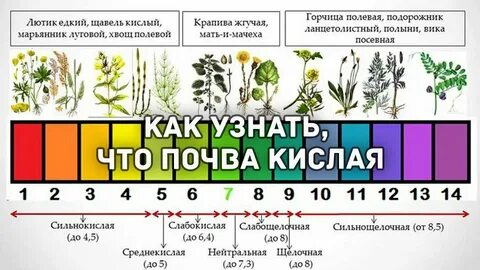 Лютик едкий, щавель кислый,
марьянник луговой, хвощ полевой
Крапива жгучая,
мать-и-мачеха
Горчица полевая, подорожник
ланцетолистный, полыни, вика
посевная
КАК УЗНАТЬ,
ЧТО ПОЧВА КИСЛАЯ
1 2 3 4 5 6 7 8 9 10 11 12 13 14
Сильнокислая
(до 4,5)
Среднекислая
(до 5)
Слабокислая
(до 6,4)
Нейтральная
(до 7,3)
Слабощелочная
(до 8)
Щелочная
(до 8)
Сильнощелочная (от 8,5)